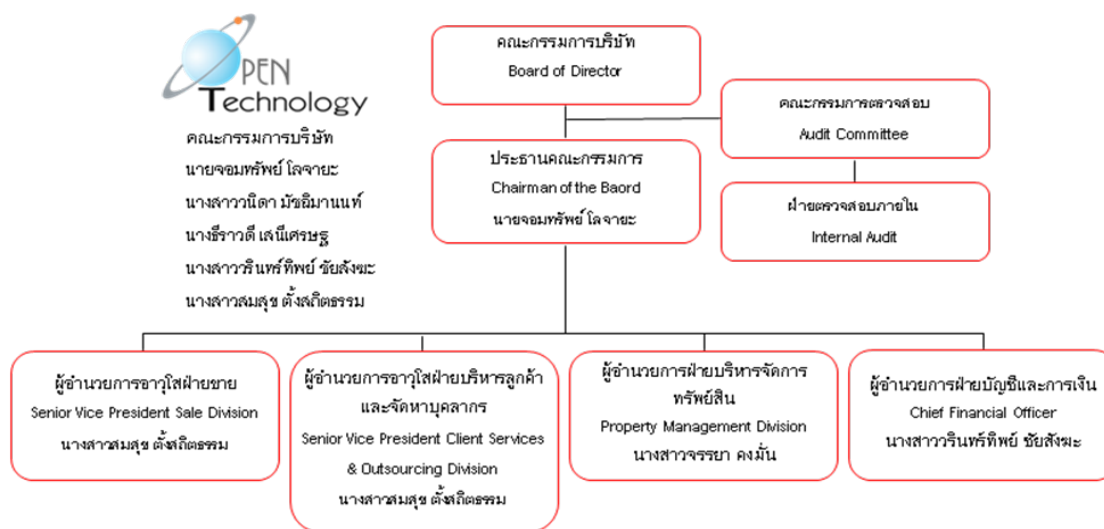 OPEN
Technology
คณะกรรมการบริษัท
นายจอมทรัพย์ โลจายะ
นางสาววนิดา มัชฌิมานนท์
นางธีราวดี เสนีเศรษฐ
นางสาววรินทร์ทิพย์ ชัยสังฆะ
นางสาวสมสุข ตั้งสถิตธรรม
คณะกรรมการบริษัท
Board of Director
คณะกรรมการตรวจสอบ
Audit Committee
ประธานคณะกรรมการ
Chairman of the Baord
นายจอมทรัพย์ โลจายะ
ฝ่ายตรวจสอบภายใน
Internal Audit
ผู้อำนวยการอาวุโสฝ่ายขาย
Senior Vice President Sale Division
นางสาวสมสุข ตั้งสถิตธรรม
ผู้อำนวยการอาวุโสฝ่ายบริหารลูกค้า
และจัดหาบุคลากร
Senior Vice President Client Services
& Outsourcing Division
นางสาวสมสุข ตั้งสถิตธรรม
ผู้อำนวยการฝ่ายบริหารจัดการ
ทรัพย์สิน
Property Management Division
นางสาวจรรยา คงมั่น
ผู้อำนวยการฝ่ายบัญชีและการเงิน
Chief Financial Officer
นางสาววรินทร์ทิพย์ ชัยสังฆะ